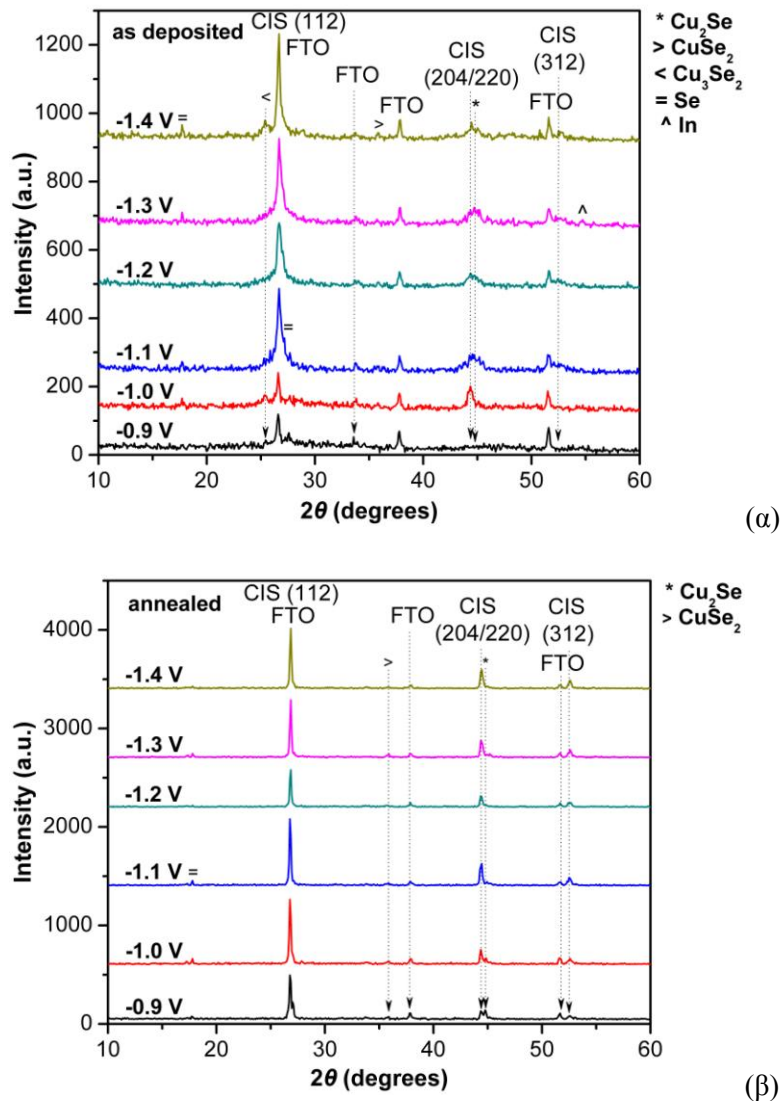 as deposited
CIS (112)
FTO
FTO
FTO
CIS
(204/220)
CIS
(312)
FTO
* Cu₂Se
> CuSe₂
< Cu₃Se₂
= Se
^ In
<
>
*
-1.4 V =
-1.3 V
^
-1.2 V
-1.1 V
=
-1.0 V
-0.9 V
1200
1000
800
600
400
200
0
Intensity (a.u.)
10 20 30 40 50 60
2θ (degrees)
(α)
annealed
CIS (112)
FTO
FTO
CIS
(204/220)
CIS
(312)
FTO
* Cu₂Se
> CuSe₂
>
*
-1.4 V
-1.3 V
-1.2 V
-1.1 V =
-1.0 V
-0.9 V
4000
3000
2000
1000
0
Intensity (a.u.)
10 20 30 40 50 60
2θ (degrees)
(β)